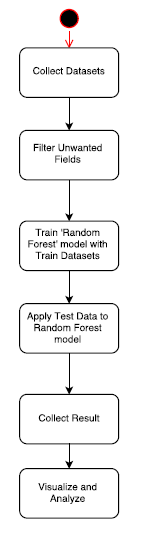 Collect Datasets
Filter Unwanted
Fields
Train 'Random
Forest' model with
Train Datasets
Apply Test Data to
Random Forest
model
Collect Result
Visualize and
Analyze